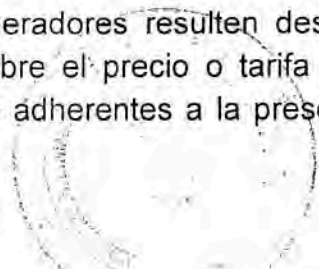 eradores resulten des
bre el precio o tarifa
adherentes a la pres